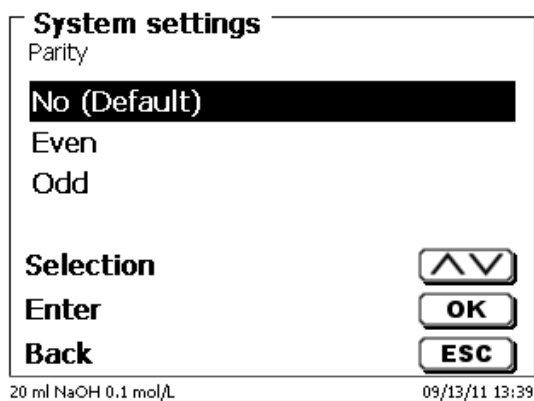 System settings
Parity
No (Default)
Even
Odd
Selection
Enter OK
Back ESC
20 ml NaOH 0.1 mol/L 09/13/11 13:39